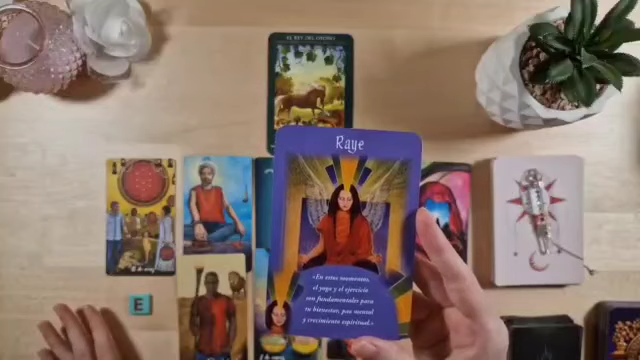 Raye
«En estos momentos,
el yoga y el ejercicio
son fundamentales para
tu bienestar, paz mental
y crecimiento espiritual.»
E